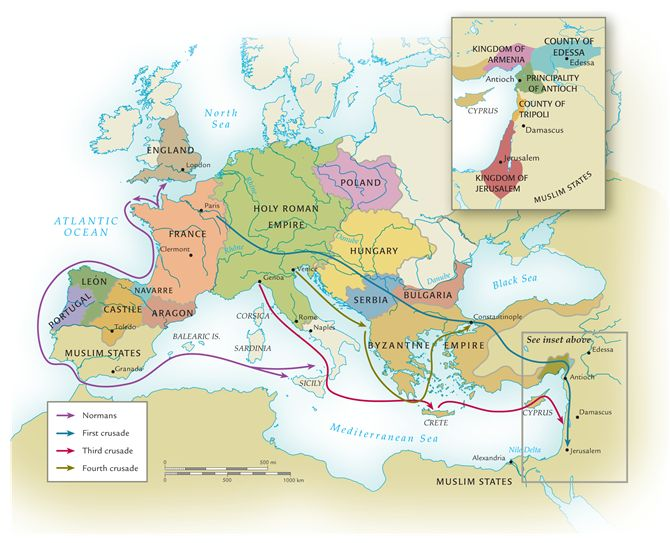 North
Sea
ENGLAND
London
ATLANTIC
OCEAN
Paris
FRANCE
Clermont
Rhine
HOLY ROMAN
EMPIRE
Rhône
POLAND
HUNGARY
Danube
Danube
Black Sea
Venice
Genoa
SERBIA
BULGARIA
Constantinople
LEÓN
NAVARRE
PORTUGAL
CASTILE
ARAGON
Toledo
MUSLIM STATES
Granada
BALEARIC IS.
CORSICA
SARDINIA
Rome
Naples
SICILY
BYZANTINE EMPIRE
CRETE
CYPRUS
See inset above
Edessa
Antioch
Damascus
Jerusalem
Mediterranean Sea
Alexandria
Nile Delta
MUSLIM STATES
Normans
First crusade
Third crusade
Fourth crusade
0 500 mi
0 500 1000 km
KINGDOM OF
ARMENIA
COUNTY OF
EDESSA
Edessa
Antioch
PRINCIPALITY
OF ANTIOCH
CYPRUS
COUNTY OF
TRIPOLI
Damascus
Jerusalem
KINGDOM OF
JERUSALEM
MUSLIM STATES